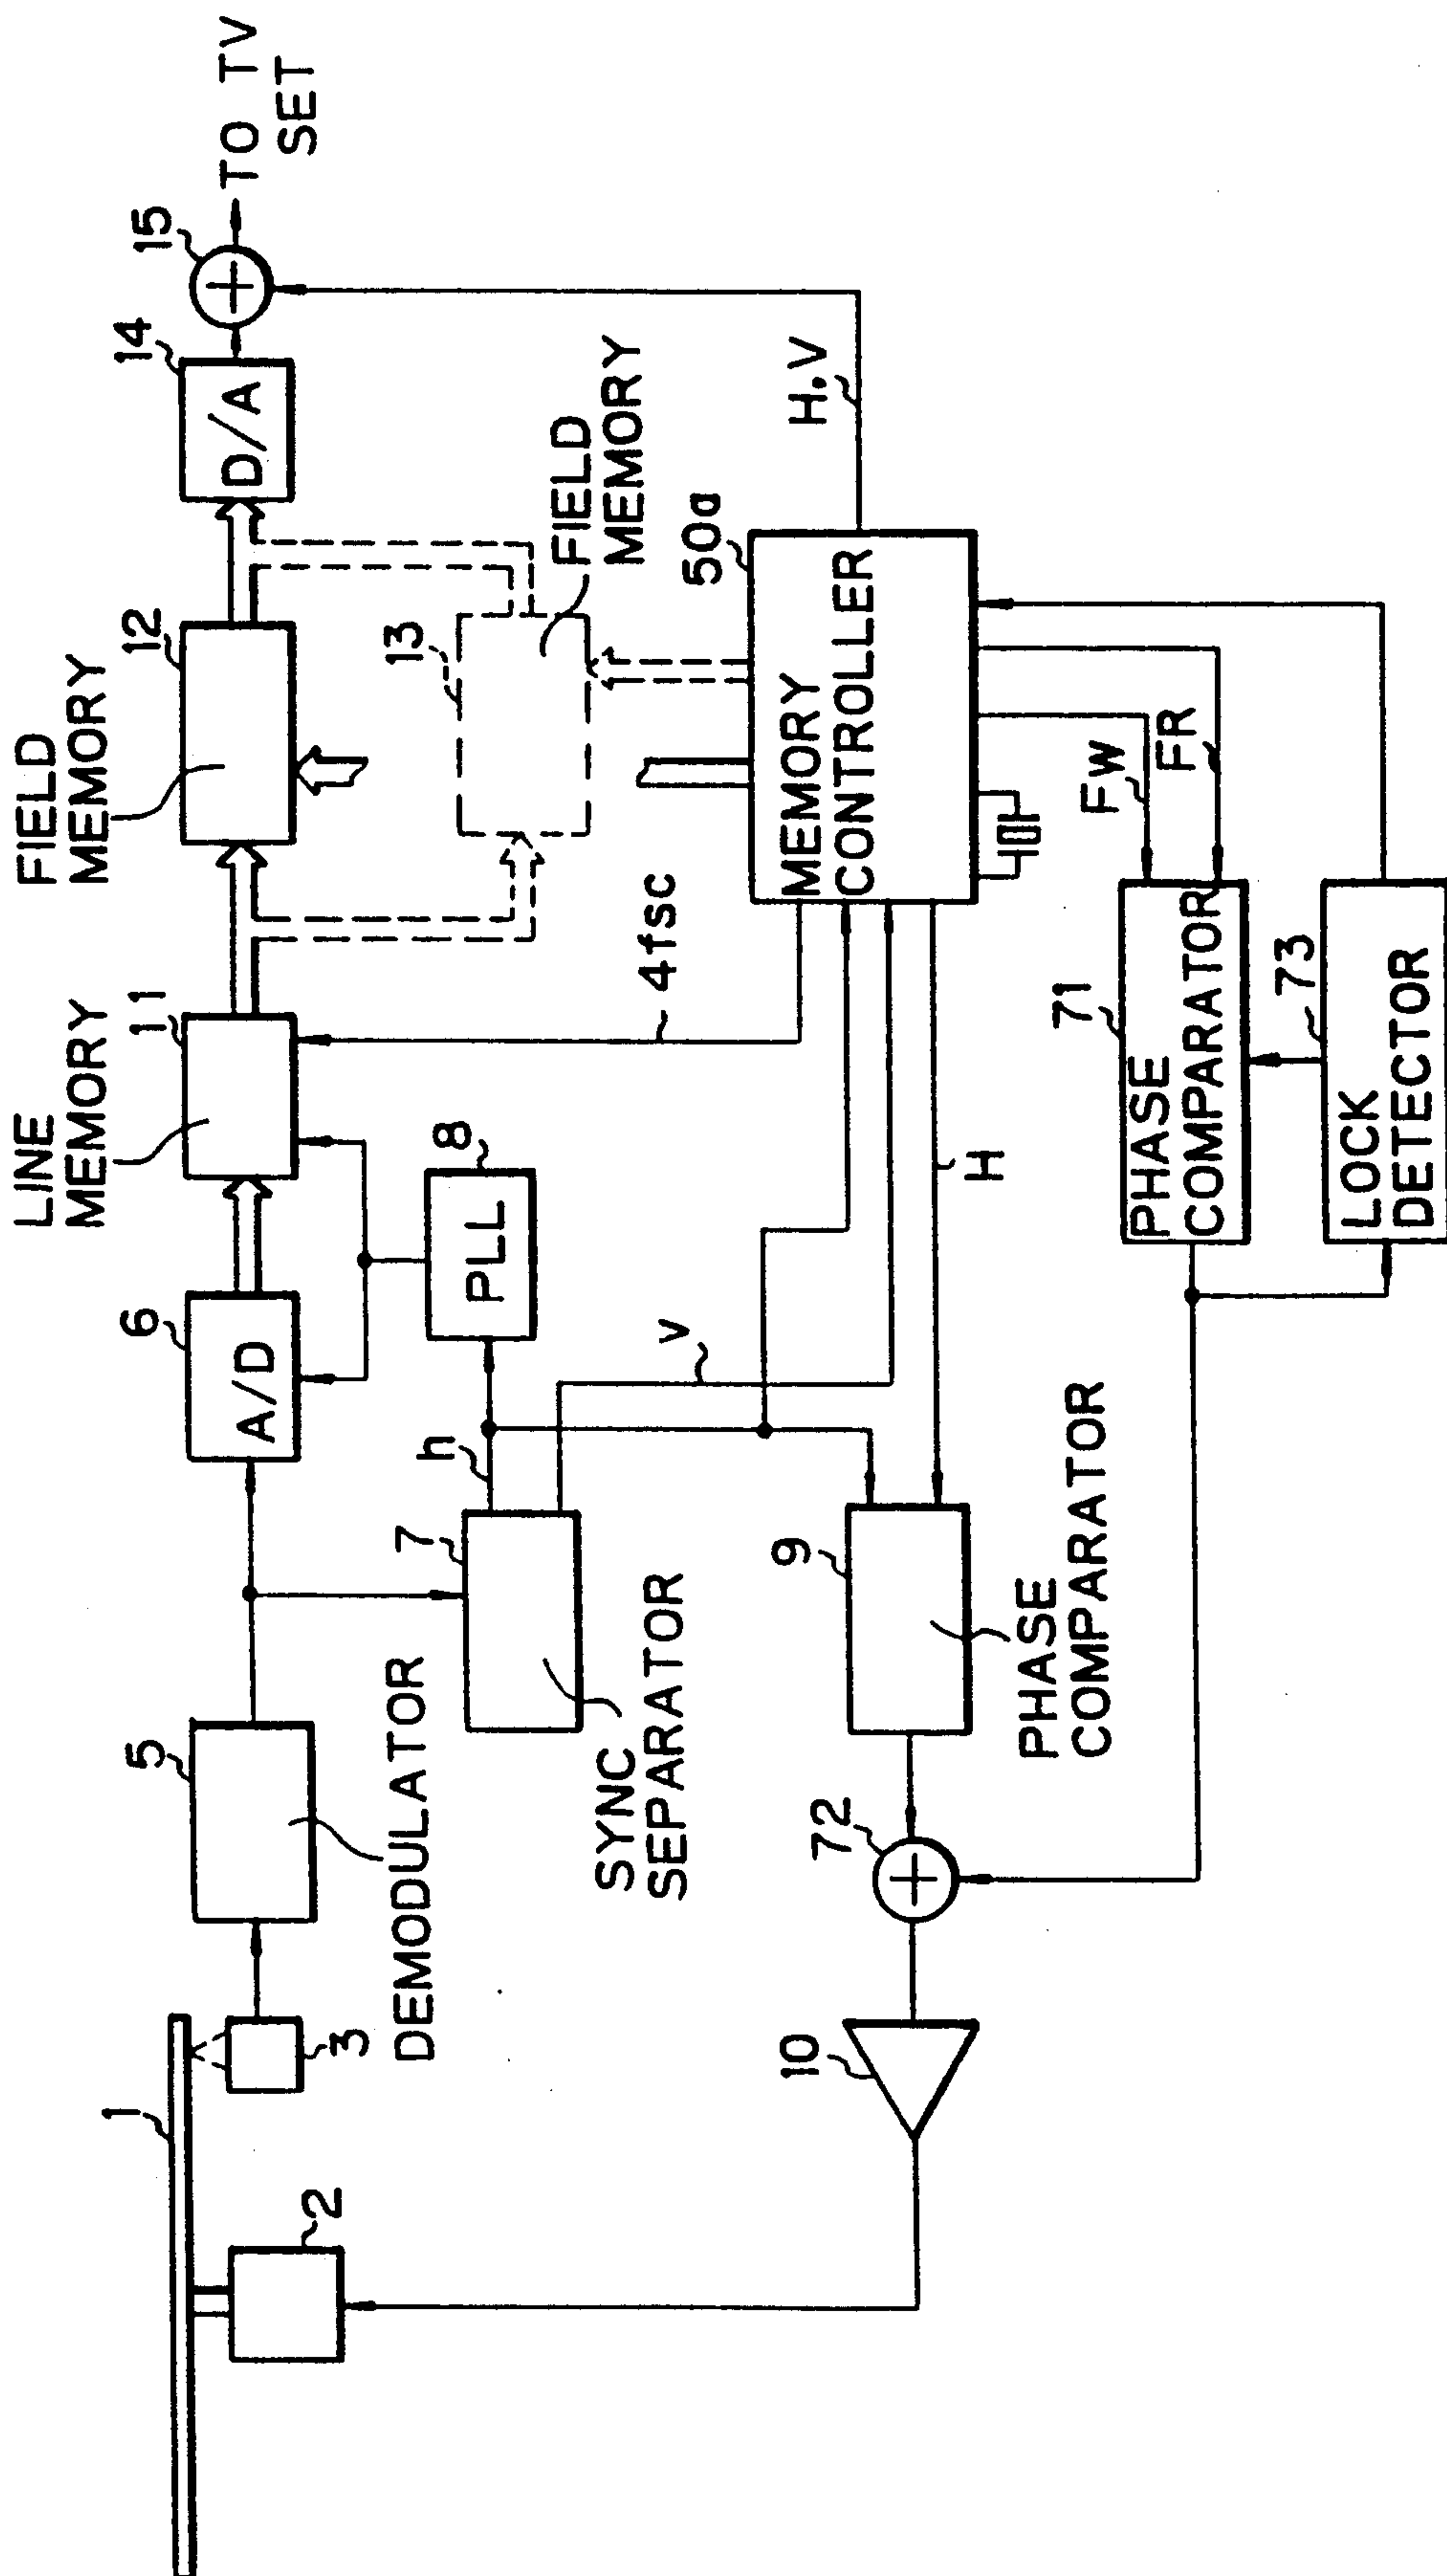 1
2
3
5
DEMODULATOR
6
A/D
7
SYNC
SEPARATOR
h
v
8
PLL
LINE
MEMORY
11
4fsc
FIELD
MEMORY
12
13
FIELD
MEMORY
14
D/A
15
TO TV
SET
H.V
50a
MEMORY
CONTROLLER
H
FW
FR
9
PHASE
COMPARATOR
10
72
71
PHASE
COMPARATOR
73
LOCK
DETECTOR